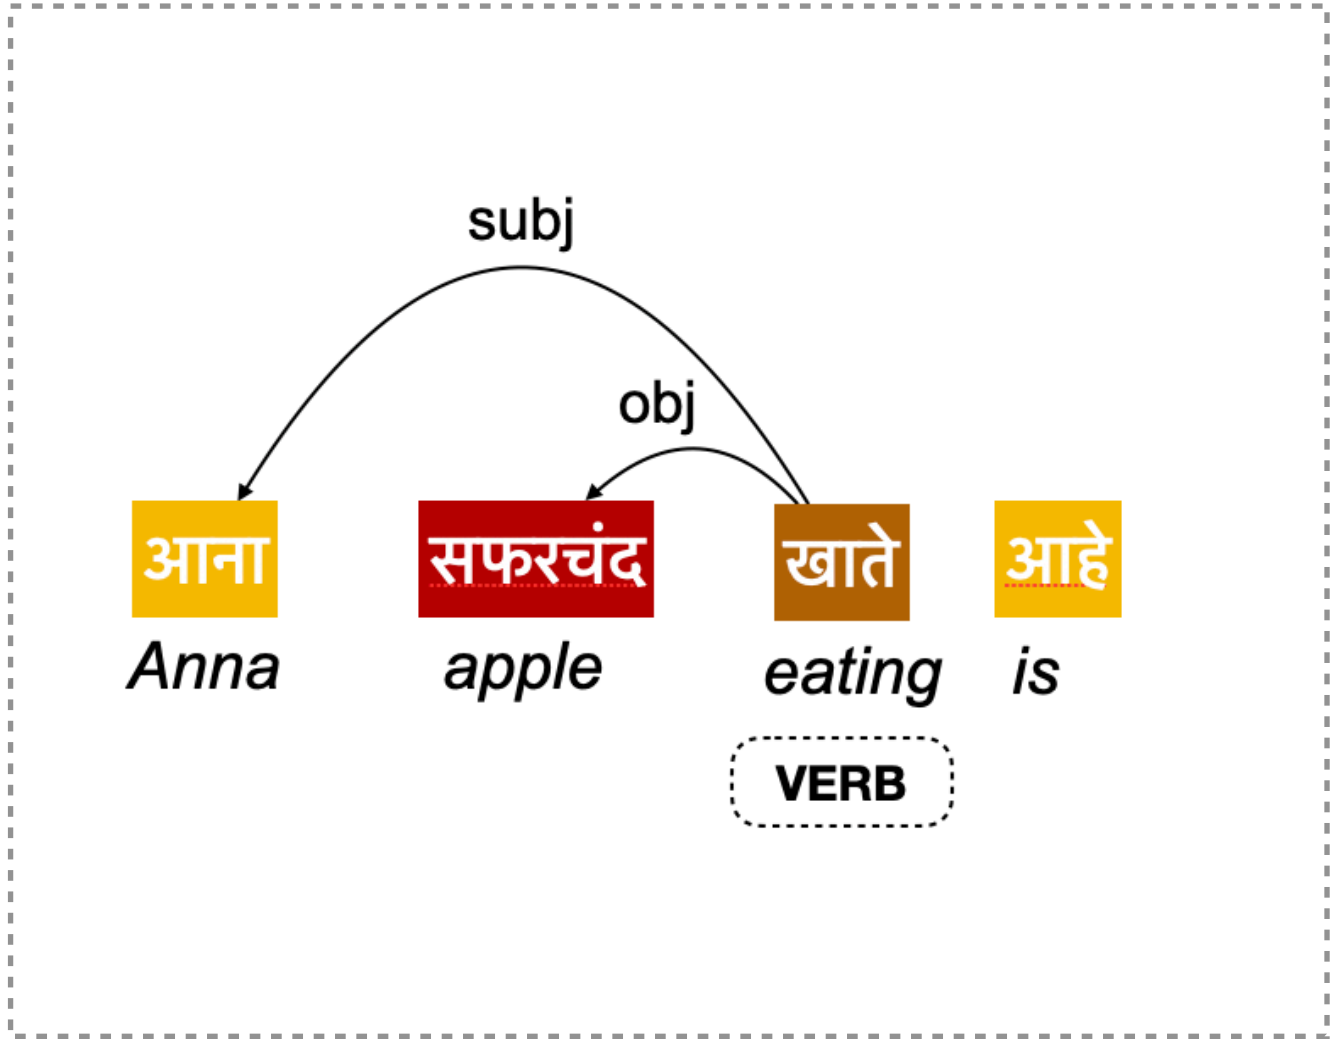 subj
obj
आना सफरचंद खाते आहे
Anna apple eating is
VERB